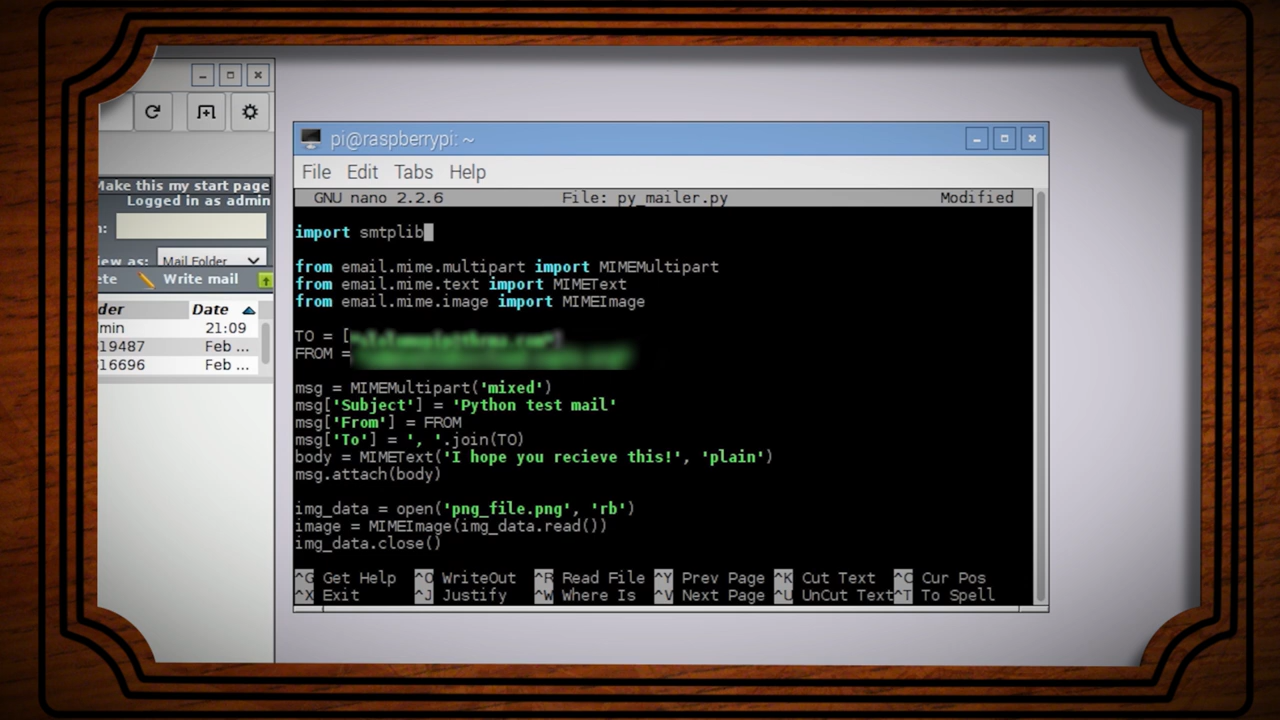 Make this my start page
Logged in as admin
n:
iew as: Mail Folder
ete Write mail
der Date
min 21:09
19487 Feb ...
16696 Feb ...
pi@raspberrypi: ~
File Edit Tabs Help
GNU nano 2.2.6 File: py_mailer.py Modified
import smtplib
from email.mime.multipart import MIMEMultipart
from email.mime.text import MIMEText
from email.mime.image import MIMEImage
TO = [
FROM =
msg = MIMEMultipart('mixed')
msg['Subject'] = 'Python test mail'
msg['From'] = FROM
msg['To'] = ', '.join(TO)
body = MIMEText('I hope you recieve this!', 'plain')
msg.attach(body)
img_data = open('png_file.png', 'rb')
image = MIMEImage(img_data.read())
img_data.close()
^G Get Help ^O WriteOut ^R Read File ^Y Prev Page ^K Cut Text ^C Cur Pos
^X Exit ^J Justify ^W Where Is ^V Next Page ^U UnCut Text ^T To Spell